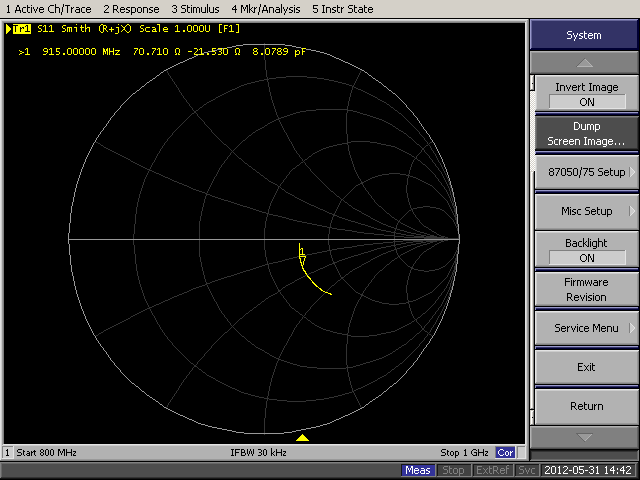 1 Active Ch/Trace 2 Response 3 Stimulus 4 Mkr/Analysis 5 Instr State
Tr1 S11 Smith (R+jX) Scale 1.000U [F1]
>1 915.00000 MHz 70.710 Ω -21.530 Ω 8.0789 pF
1
System
Invert Image
ON
Dump
Screen Image...
87050/75 Setup
Misc Setup
Backlight
ON
Firmware
Revision
Service Menu
Exit
Return
1 Start 800 MHz IFBW 30 kHz Stop 1 GHz Cor
Meas Stop ExtRef Svc 2012-05-31 14:42